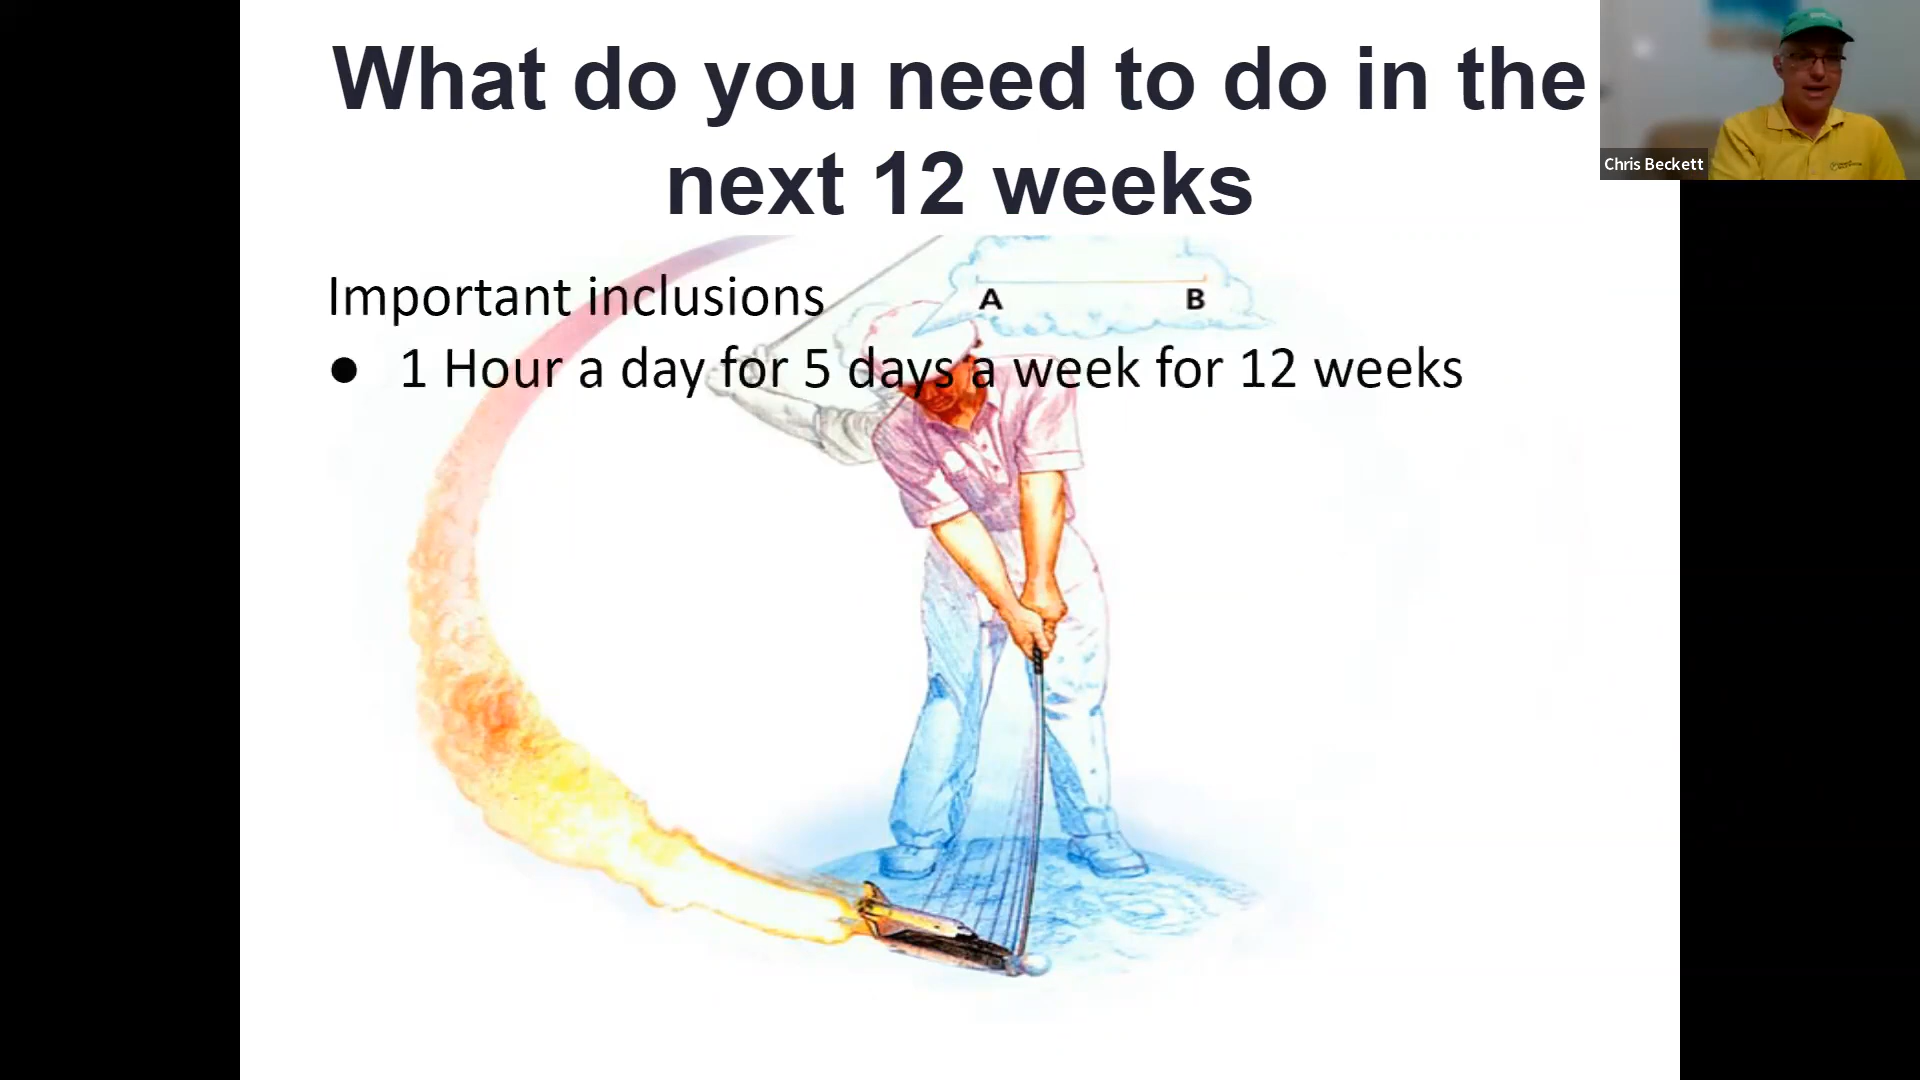 What do you need to do in the
next 12 weeks
Chris Beckett
Important inclusions
A B
● 1 Hour a day for 5 days a week for 12 weeks